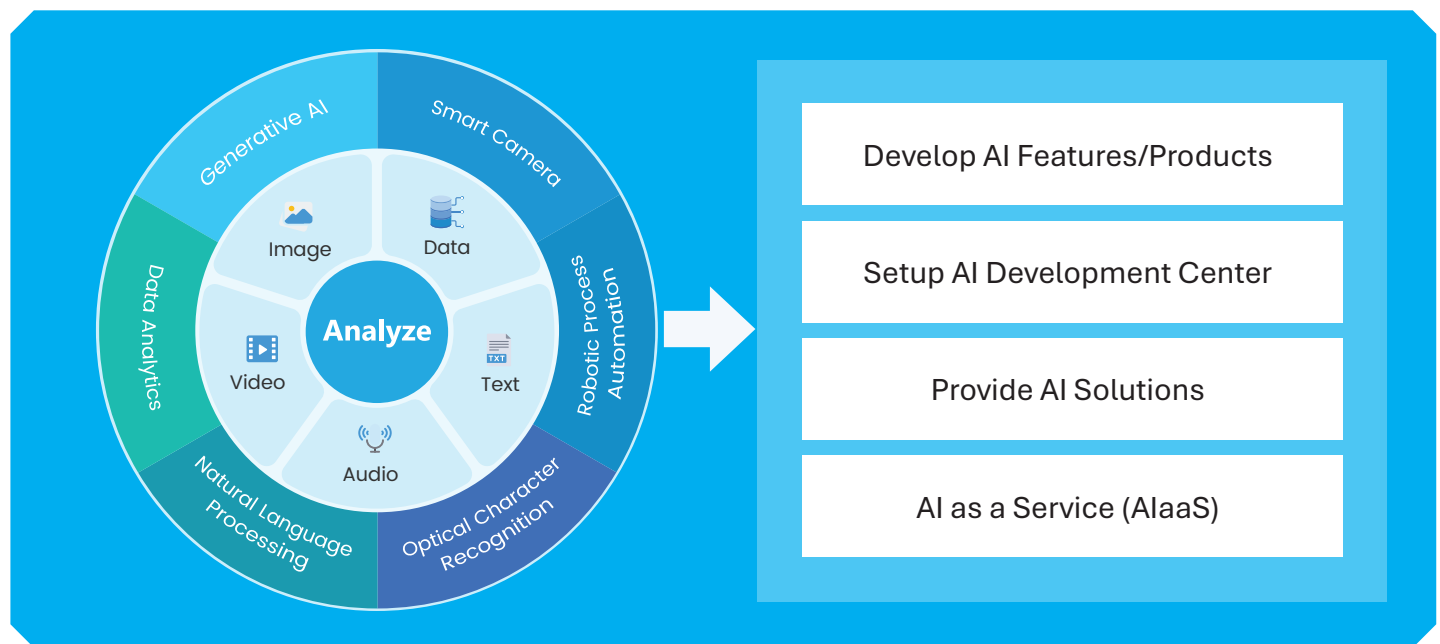 Generative AI
Smart Camera
Robotic Process
Automation
Optical Character
Recognition
Natural Language
Processing
Data Analytics
Image
Data
Text
TXT
Audio
Video
Analyze
Develop AI Features/Products
Setup AI Development Center
Provide AI Solutions
AI as a Service (AIaaS)